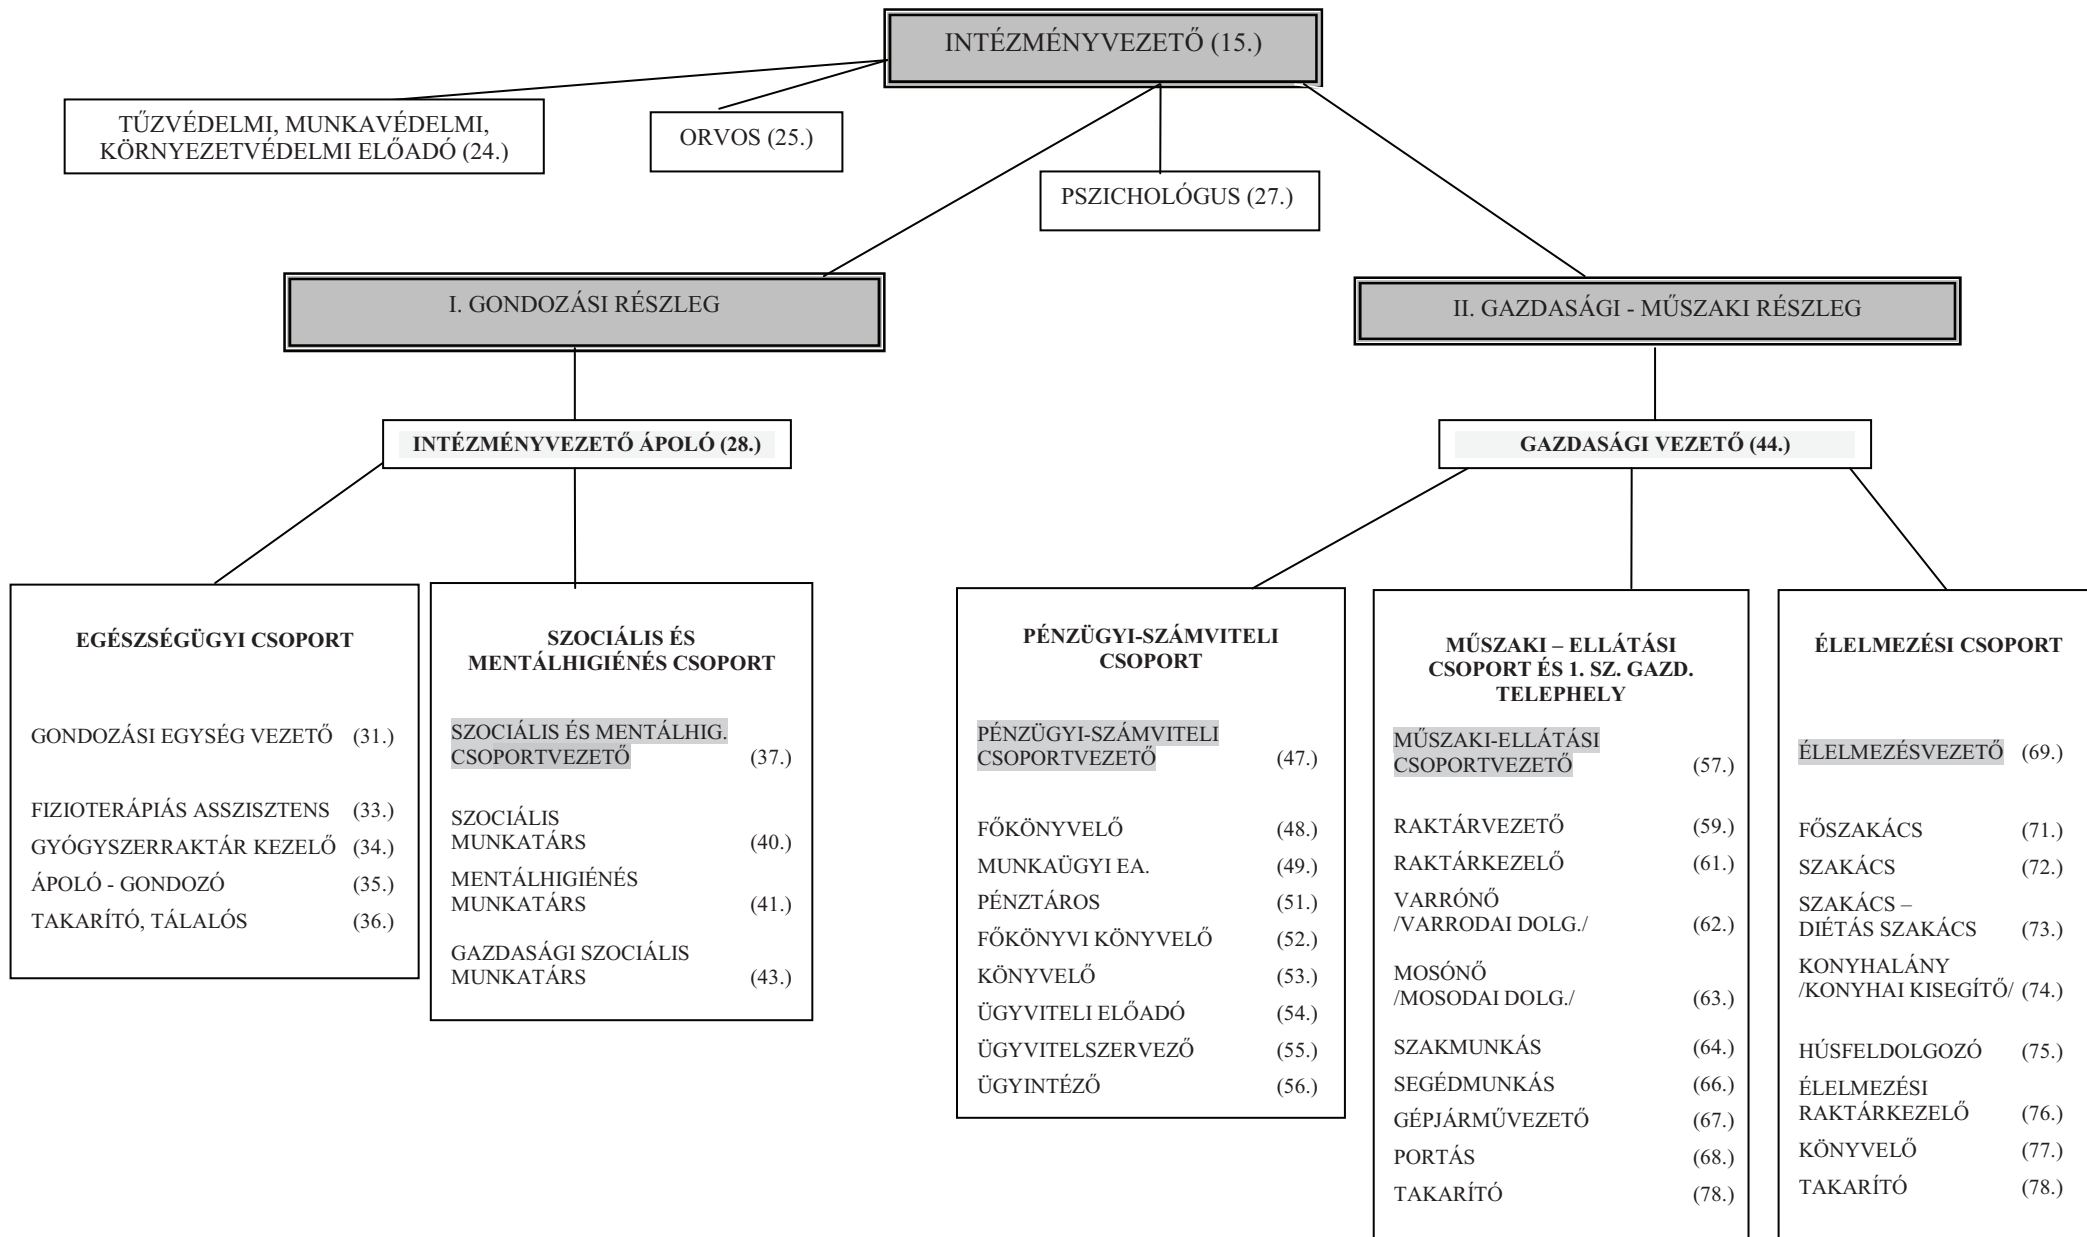 INTÉZMÉNYVEZETŐ (15.)
TŰZVÉDELMI, MUNKAVÉDELMI,
KÖRNYEZETVÉDELMI ELŐADÓ (24.)
ORVOS (25.)
PSZICHOLÓGUS (27.)
I. GONDOZÁSI RÉSZLEG
II. GAZDASÁGI - MŰSZAKI RÉSZLEG
INTÉZMÉNYVEZETŐ ÁPOLÓ (28.)
GAZDASÁGI VEZETŐ (44.)
EGÉSZSÉGÜGYI CSOPORT
GONDOZÁSI EGYSÉG VEZETŐ (31.)
FIZIOTERÁPIÁS ASSZISZTENS (33.)
GYÓGYSZERRAKTÁR KEZELŐ (34.)
ÁPOLÓ - GONDOZÓ (35.)
TAKARÍTÓ, TÁLALÓS (36.)
SZOCIÁLIS ÉS
MENTÁLHIGIÉNÉS CSOPORT
SZOCIÁLIS ÉS MENTÁLHIG.
CSOPORTVEZETŐ (37.)
SZOCIÁLIS
MUNKATÁRS (40.)
MENTÁLHIGIÉNÉS
MUNKATÁRS (41.)
GAZDASÁGI SZOCIÁLIS
MUNKATÁRS (43.)
PÉNZÜGYI-SZÁMVITELI
CSOPORT
PÉNZÜGYI-SZÁMVITELI
CSOPORTVEZETŐ (47.)
FŐKÖNYVELŐ (48.)
MUNKAÜGYI EA. (49.)
PÉNZTÁROS (51.)
FŐKÖNYVI KÖNYVELŐ (52.)
KÖNYVELŐ (53.)
ÜGYVITELI ELŐADÓ (54.)
ÜGYVITELSZERVEZŐ (55.)
ÜGYINTÉZŐ (56.)
MŰSZAKI – ELLÁTÁSI
CSOPORT ÉS 1. SZ. GAZD.
TELEPHELY
MŰSZAKI-ELLÁTÁSI
CSOPORTVEZETŐ (57.)
RAKTÁRVEZETŐ (59.)
RAKTÁRKEZELŐ (61.)
VARRÓNŐ
/VARRODAI DOLG./ (62.)
MOSÓNŐ
/MOSODAI DOLG./ (63.)
SZAKMUNKÁS (64.)
SEGÉDMUNKÁS (66.)
GÉPJÁRMŰVEZETŐ (67.)
PORTÁS (68.)
TAKARÍTÓ (78.)
ÉLELMEZÉSI CSOPORT
ÉLELMEZÉSVEZETŐ (69.)
FŐSZAKÁCS (71.)
SZAKÁCS (72.)
SZAKÁCS –
DIÉTÁS SZAKÁCS (73.)
KONYHALÁNY
/KONYHAI KISEGÍTŐ/ (74.)
HÚSFELDOLGOZÓ (75.)
ÉLELMEZÉSI
RAKTÁRKEZELŐ (76.)
KÖNYVELŐ (77.)
TAKARÍTÓ (78.)